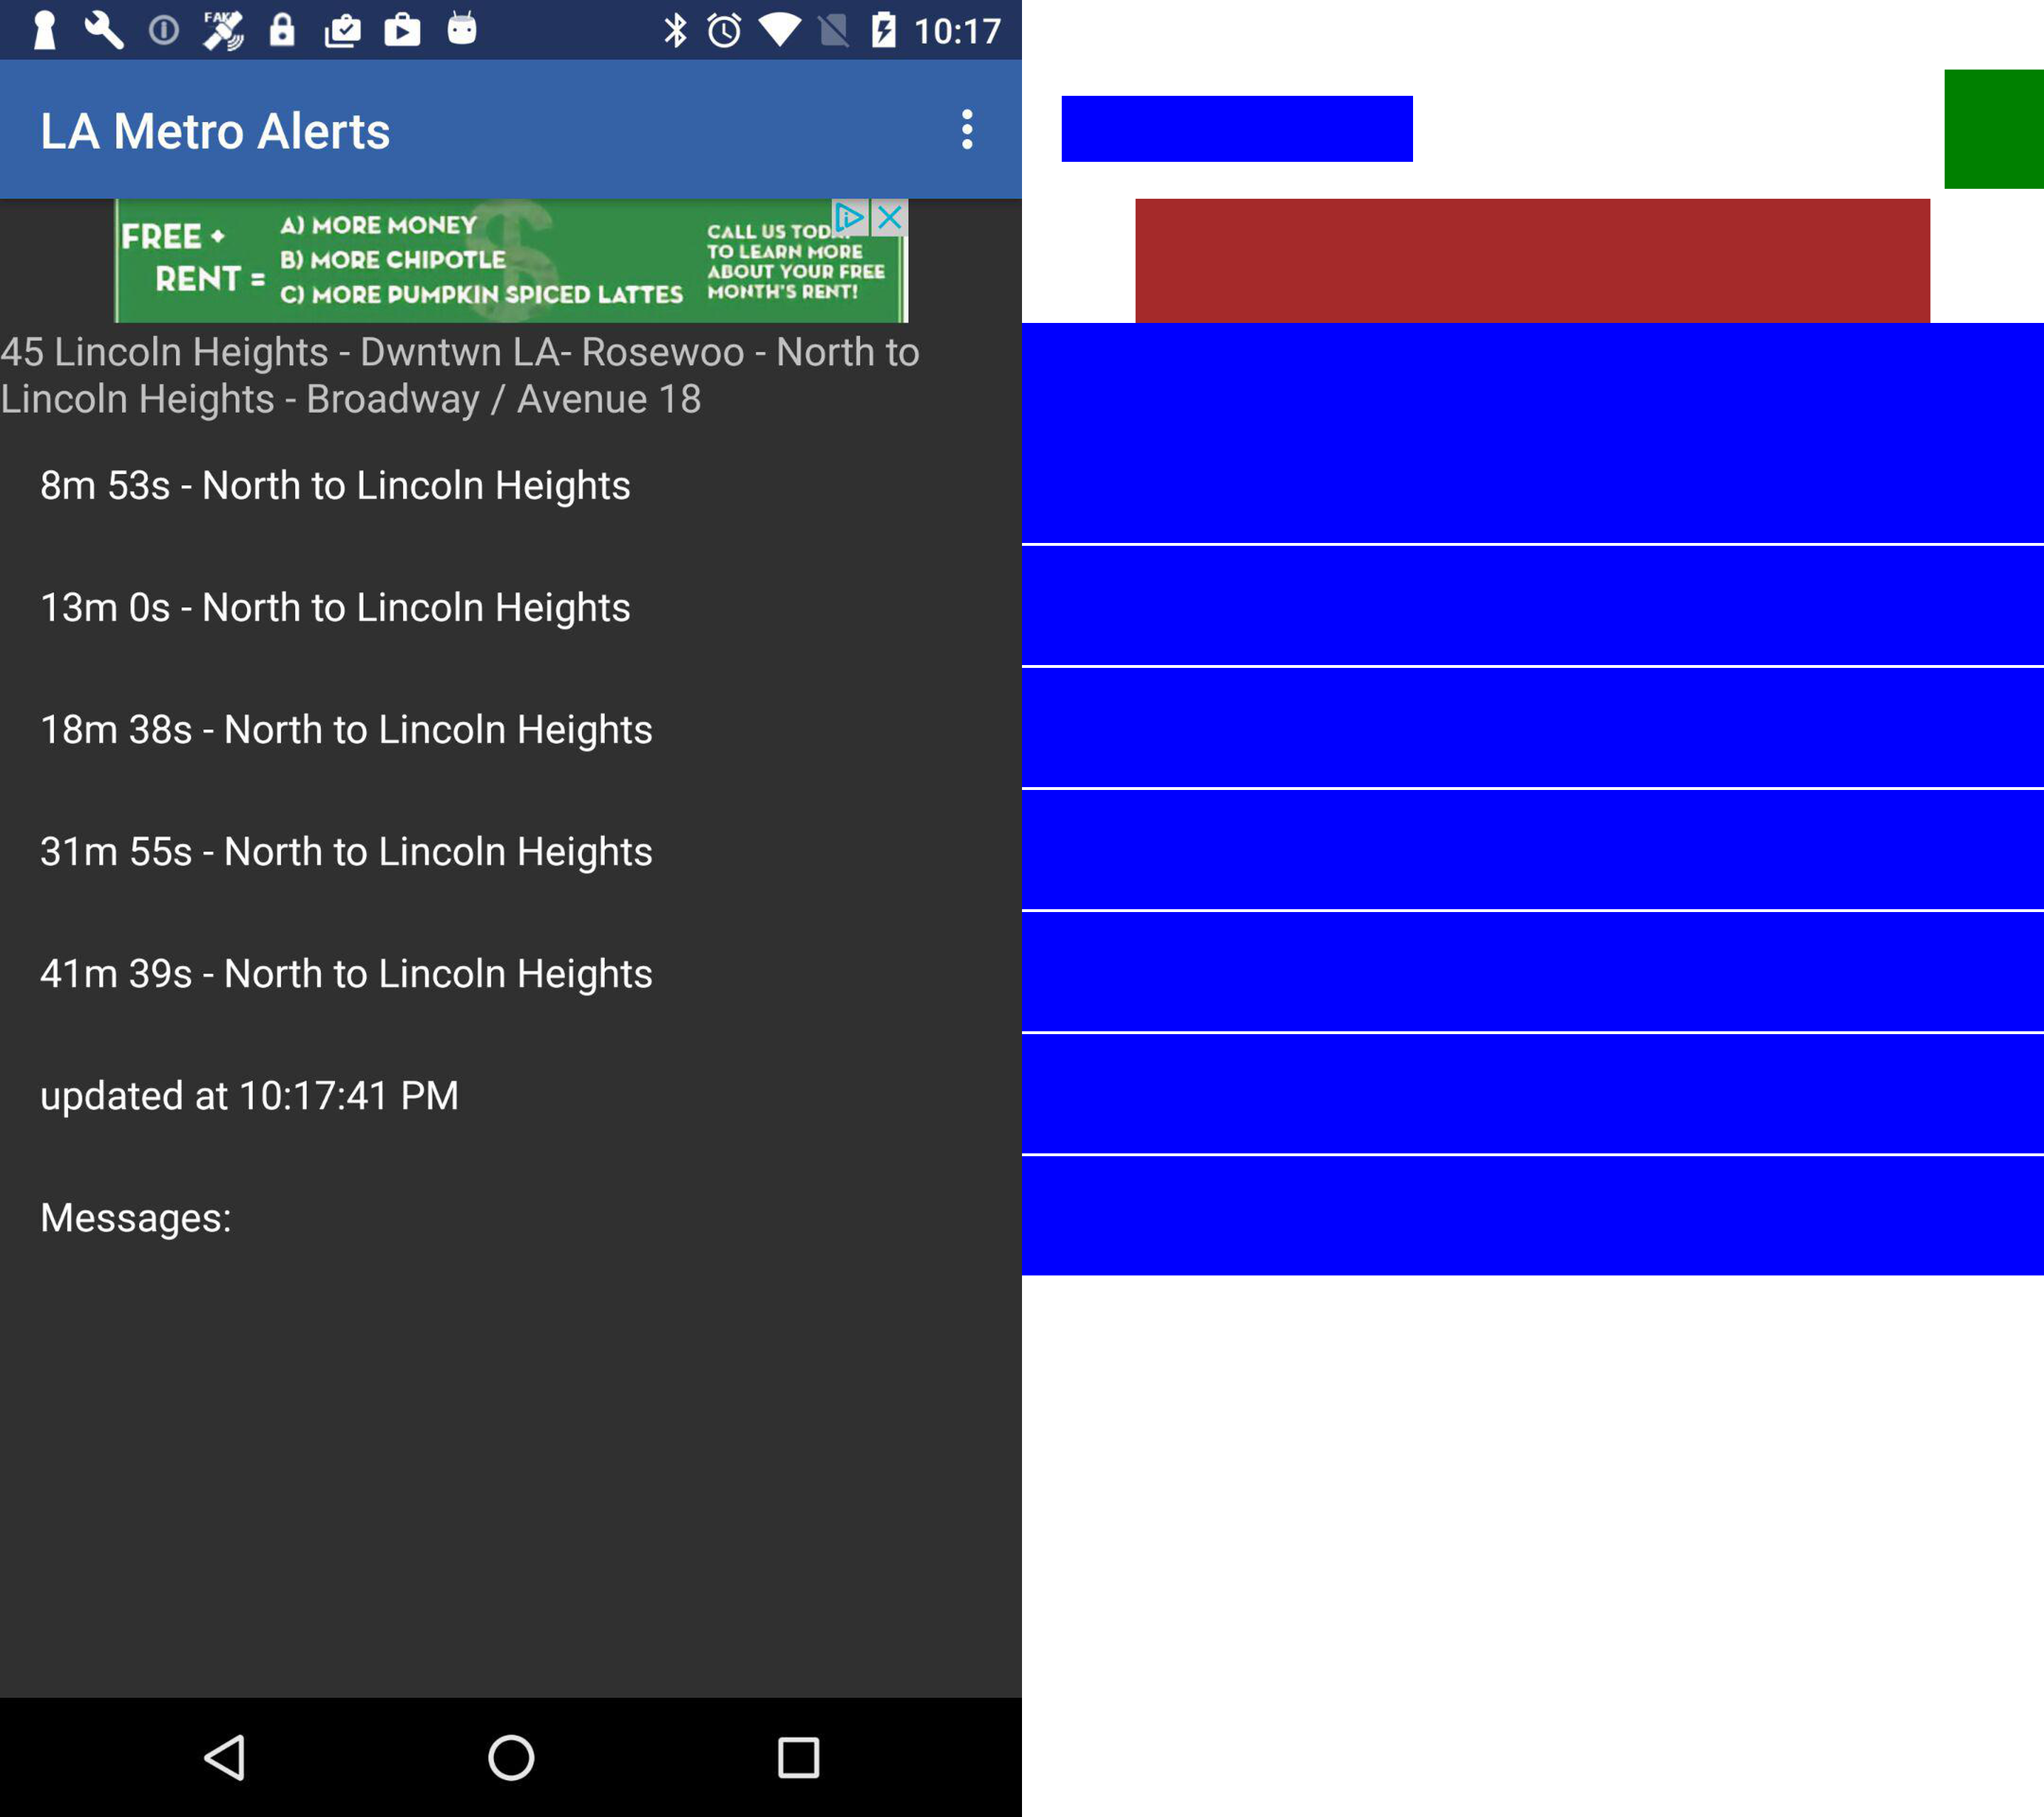 FAKE
10:17
LA Metro Alerts
FREE +
RENT =
A) MORE MONEY
B) MORE CHIPOTLE
C) MORE PUMPKIN SPICED LATTES
CALL US
TO LEARN MORE
ABOUT YOUR FREE
MONTH'S RENT!
45 Lincoln Heights - Dwntwn LA- Rosewoo - North to
Lincoln Heights - Broadway / Avenue 18
8m 53s - North to Lincoln Heights
13m 0s - North to Lincoln Heights
18m 38s - North to Lincoln Heights
31m 55s - North to Lincoln Heights
41m 39s - North to Lincoln Heights
updated at 10:17:41 PM
Messages: